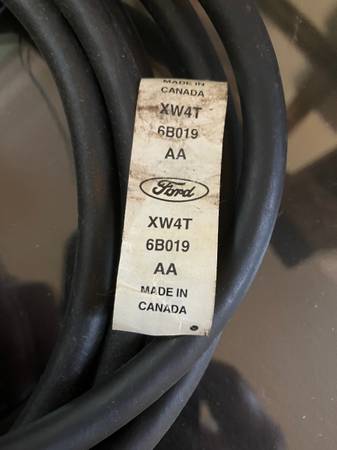 MADE IN
CANADA
XW4T
6B019
AA
Ford
XW4T
6B019
AA
MADE IN
CANADA